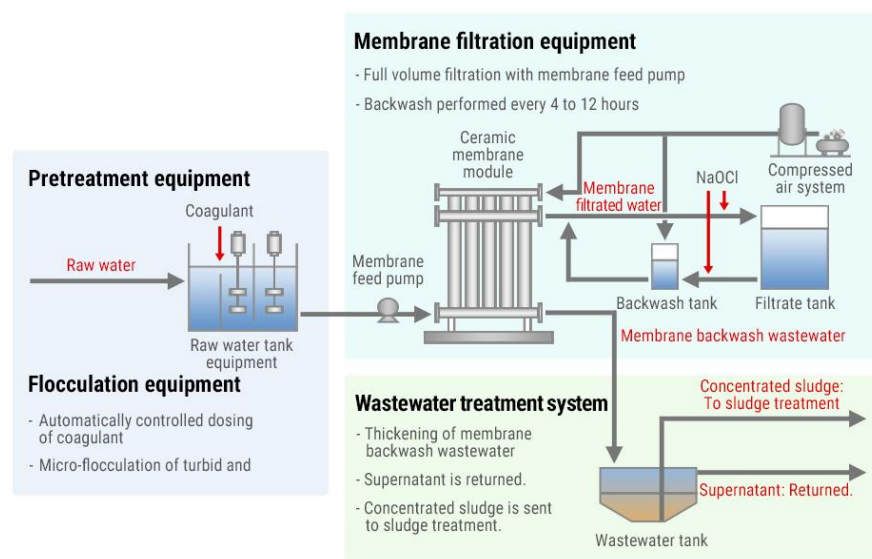 Membrane filtration equipment
- Full volume filtration with membrane feed pump
- Backwash performed every 4 to 12 hours
Ceramic
membrane
module
Membrane
filtered water
NaOCl
Compressed
air system
Membrane
feed pump
Backwash tank
Filtrate tank
Membrane backwash wastewater
Pretreatment equipment
Coagulant
Raw water
Raw water tank
equipment
Flocculation equipment
- Automatically controlled dosing
of coagulant
- Micro-flocculation of turbid and
Wastewater treatment system
- Thickening of membrane
backwash wastewater
- Supernatant is returned.
- Concentrated sludge is sent
to sludge treatment.
Concentrated sludge:
To sludge treatment
Supernatant: Returned.
Wastewater tank